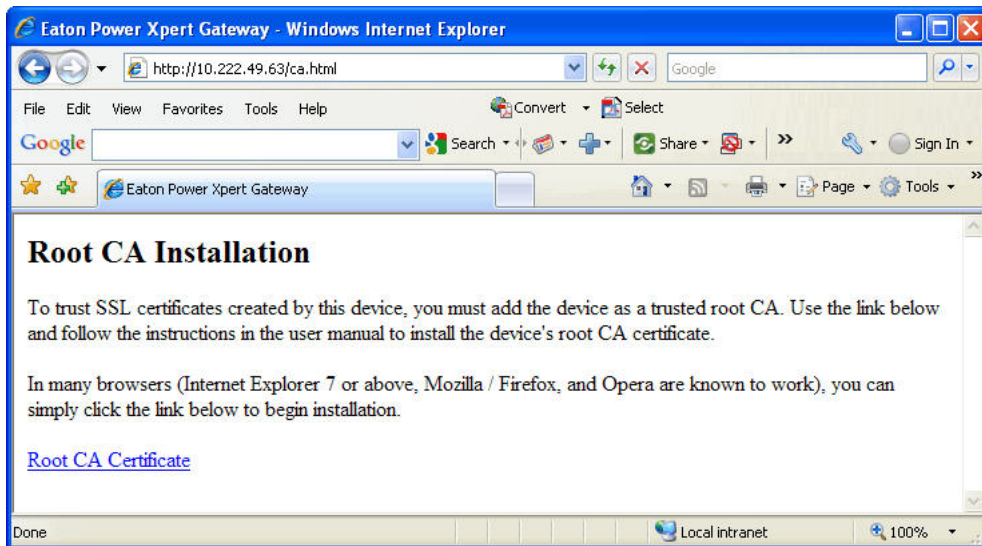 Eaton Power Xpert Gateway - Windows Internet Explorer
http://10.222.49.63/ca.html
Google
File Edit View Favorites Tools Help
Convert Select
Google
Search
Share
»
Sign In
Eaton Power Xpert Gateway
Page
Tools
»
Root CA Installation
To trust SSL certificates created by this device, you must add the device as a trusted root CA. Use the link below
and follow the instructions in the user manual to install the device's root CA certificate.
In many browsers (Internet Explorer 7 or above, Mozilla / Firefox, and Opera are known to work), you can
simply click the link below to begin installation.
Root CA Certificate
Done
Local intranet
100%